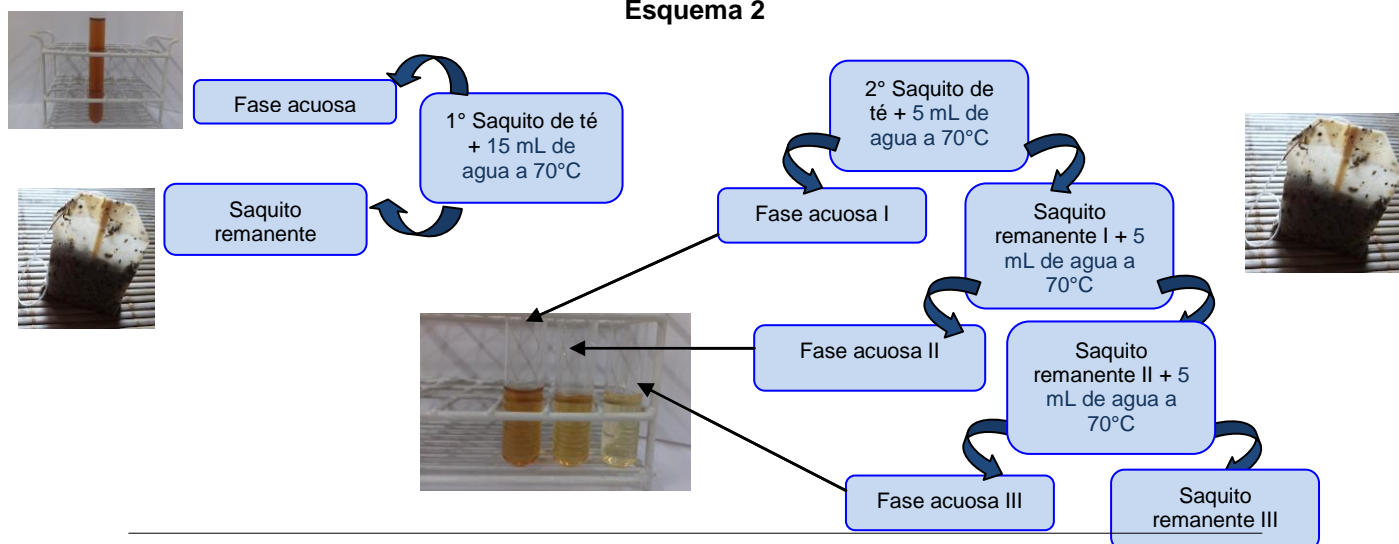 Esquema 2
Fase acuosa
1° Saquito de té
+ 15 mL de
agua a 70°C
Saquito
remanente
2° Saquito de
té + 5 mL de
agua a 70°C
Fase acuosa I
Saquito
remanente I + 5
mL de agua a
70°C
Fase acuosa II
Saquito
remanente II + 5
mL de agua a
70°C
Fase acuosa III
Saquito
remanente III